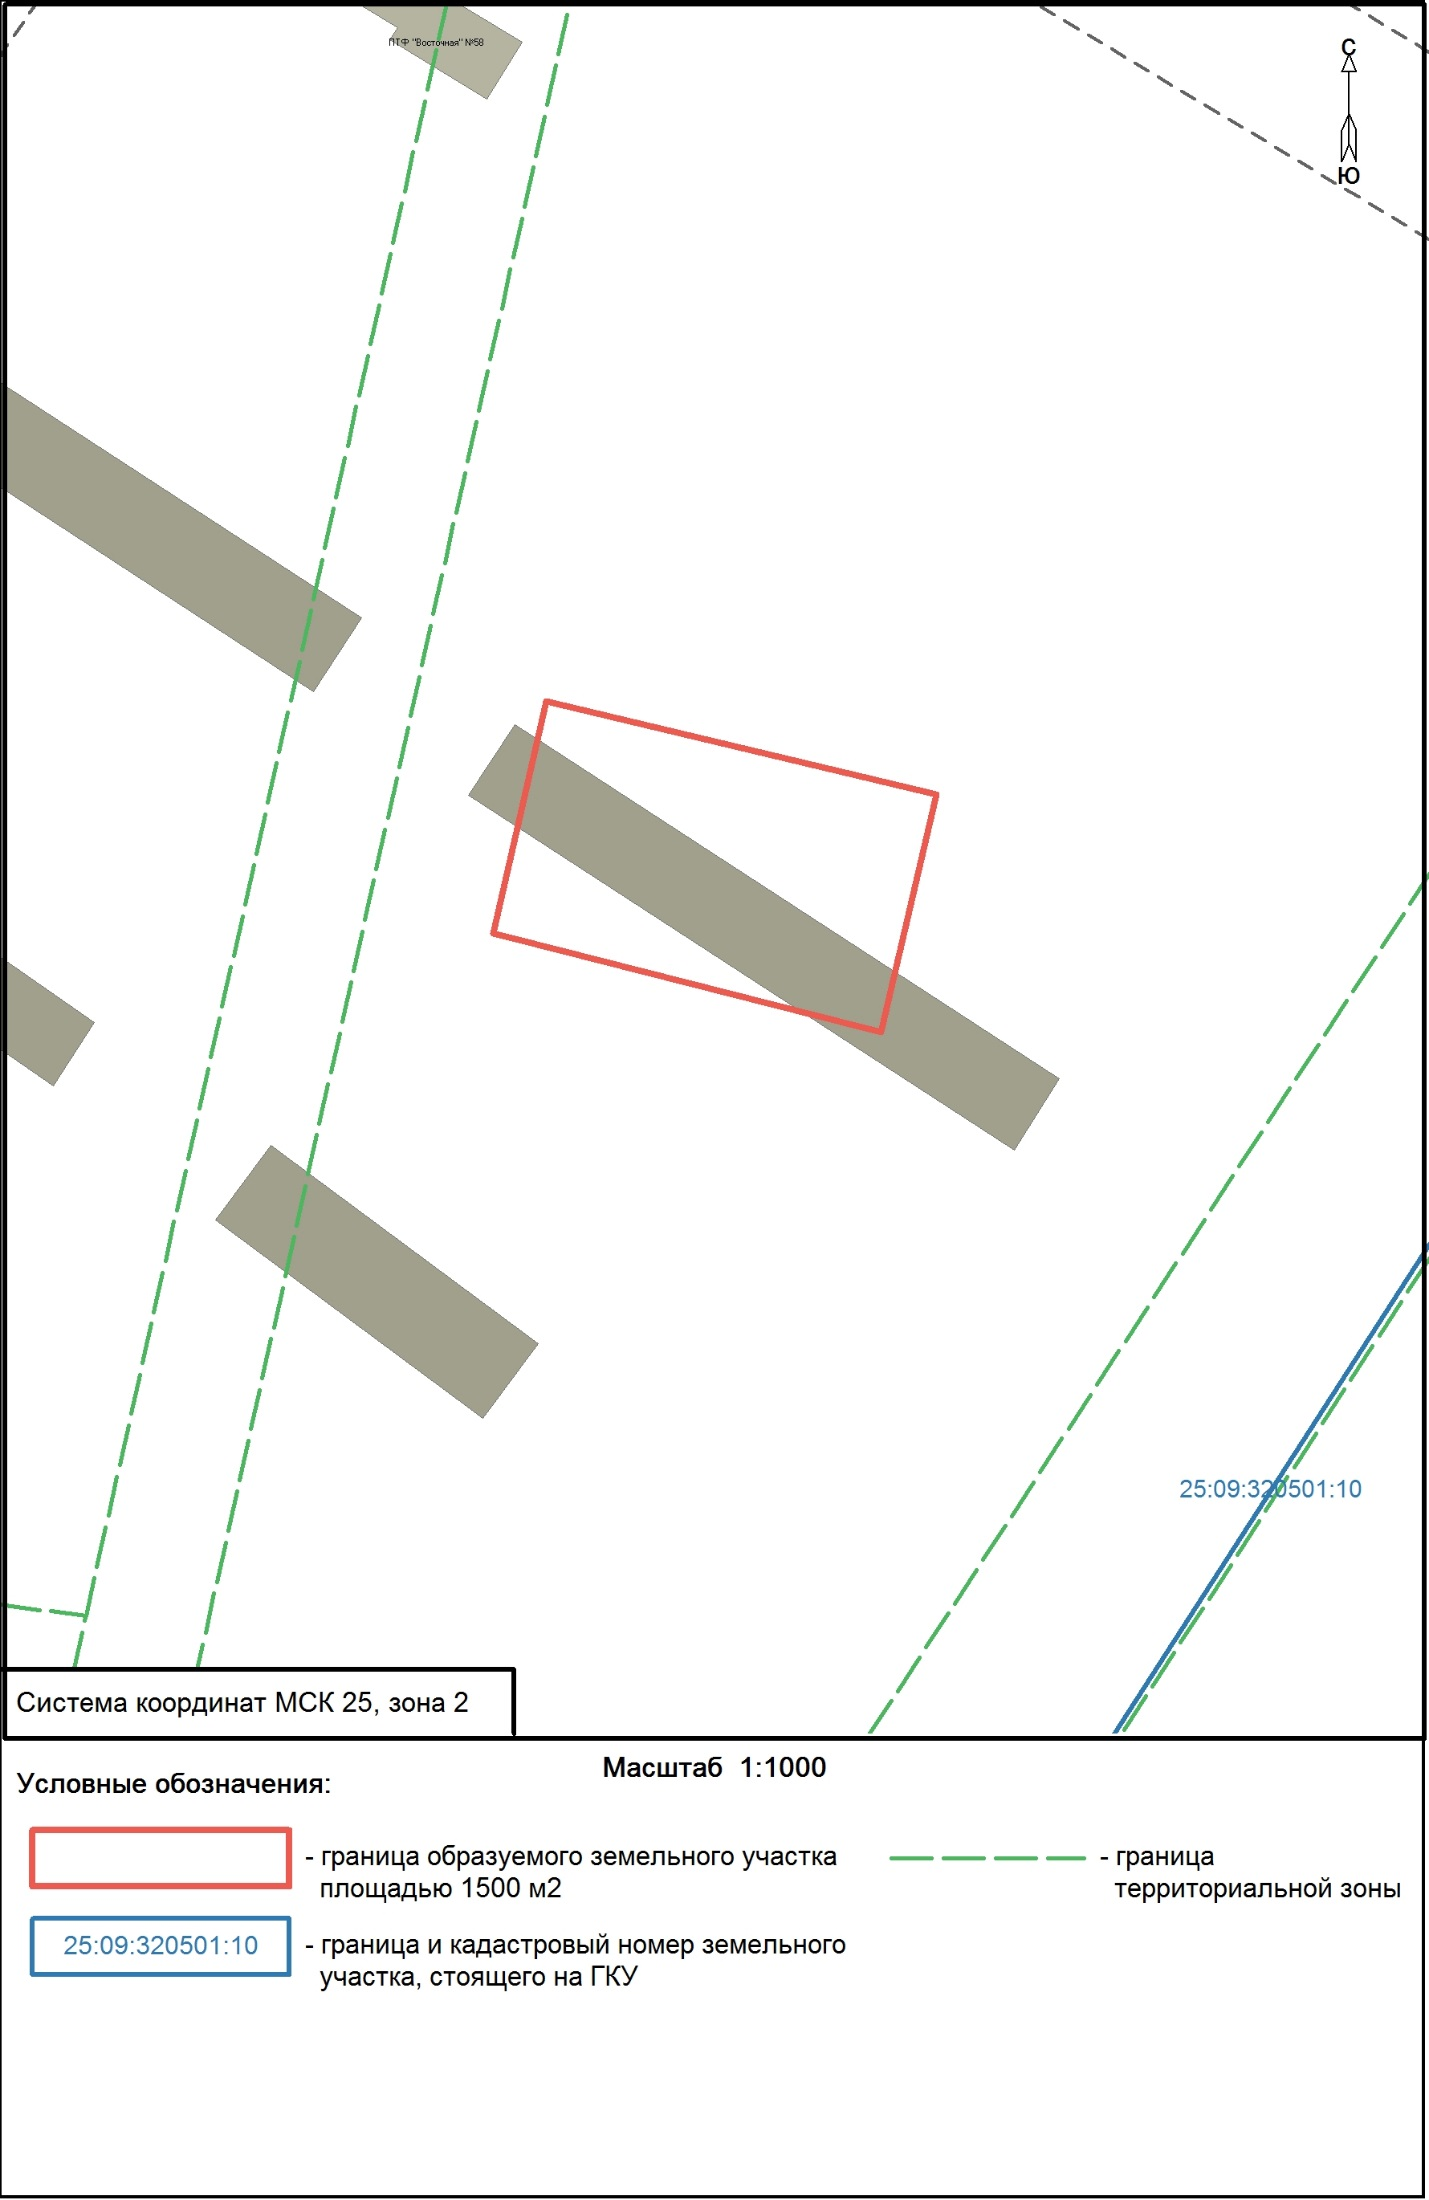 ПТФ "Восточная" №58
С
Ю
25:09:320501:10
Система координат МСК 25, зона 2
Масштаб 1:1000
Условные обозначения:
- граница образуемого земельного участка
площадью 1500 м2
- граница
территориальной зоны
25:09:320501:10
- граница и кадастровый номер земельного
участка, стоящего на ГКУ